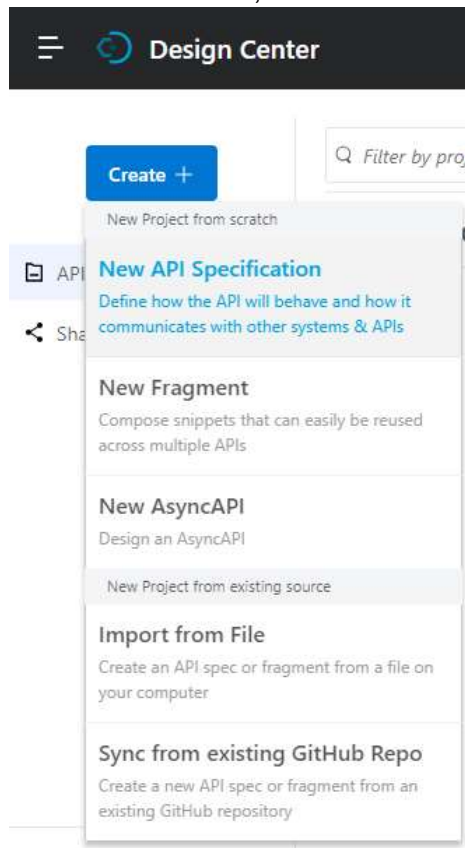 Design Center
Filter by pro
Create +
New Project from scratch
New API Specification
Define how the API will behave and how it
communicates with other systems & APIs
API
Sha
New Fragment
Compose snippets that can easily be reused
across multiple APIs
New AsyncAPI
Design an AsyncAPI
New Project from existing source
Import from File
Create an API spec or fragment from a file on
your computer
Sync from existing GitHub Repo
Create a new API spec or fragment from an
existing GitHub repository